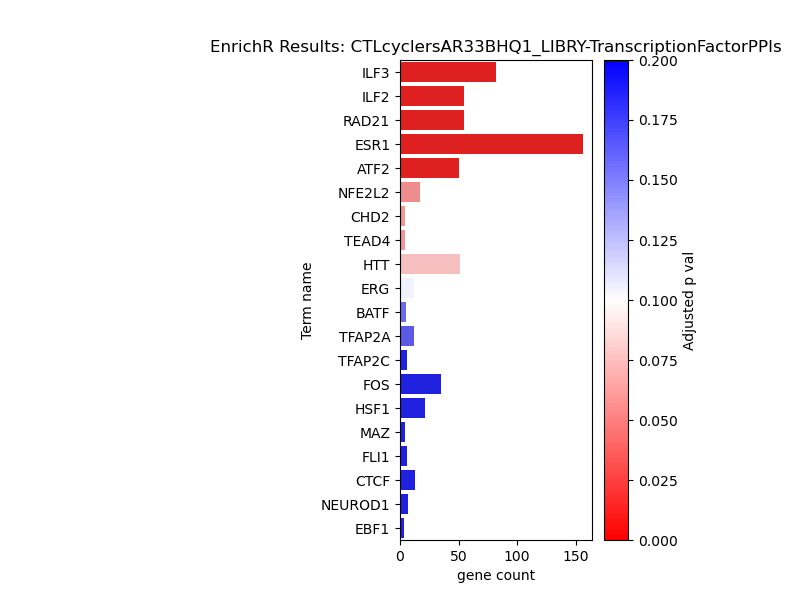 EnrichR Results: CTLcyclersAR33BHQ1_LIBRY-TranscriptionFactorPPIs
ILF3
ILF2
RAD21
ESR1
ATF2
NFE2L2
CHD2
TEAD4
HTT
ERG
BATF
TFAP2A
TFAP2C
FOS
HSF1
MAZ
FLI1
CTCF
NEUROD1
EBF1
Term name
0 50 100 150
gene count
0.200
0.175
0.150
0.125
0.100
0.075
0.050
0.025
0.000
Adjusted p val